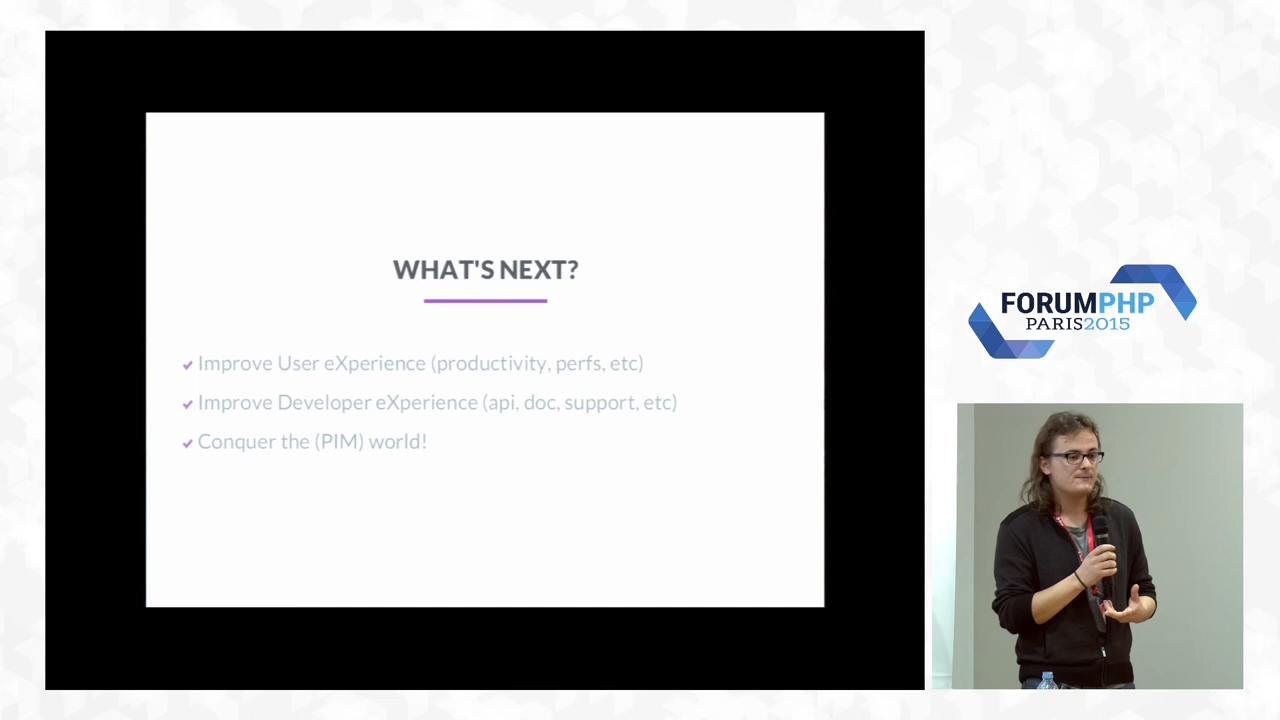 WHAT'S NEXT?
Improve User eXperience (productivity, perfs, etc)
Improve Developer eXperience (api, doc, support, etc)
Conquer the (PIM) world!
FORUMPHP
PARIS2015